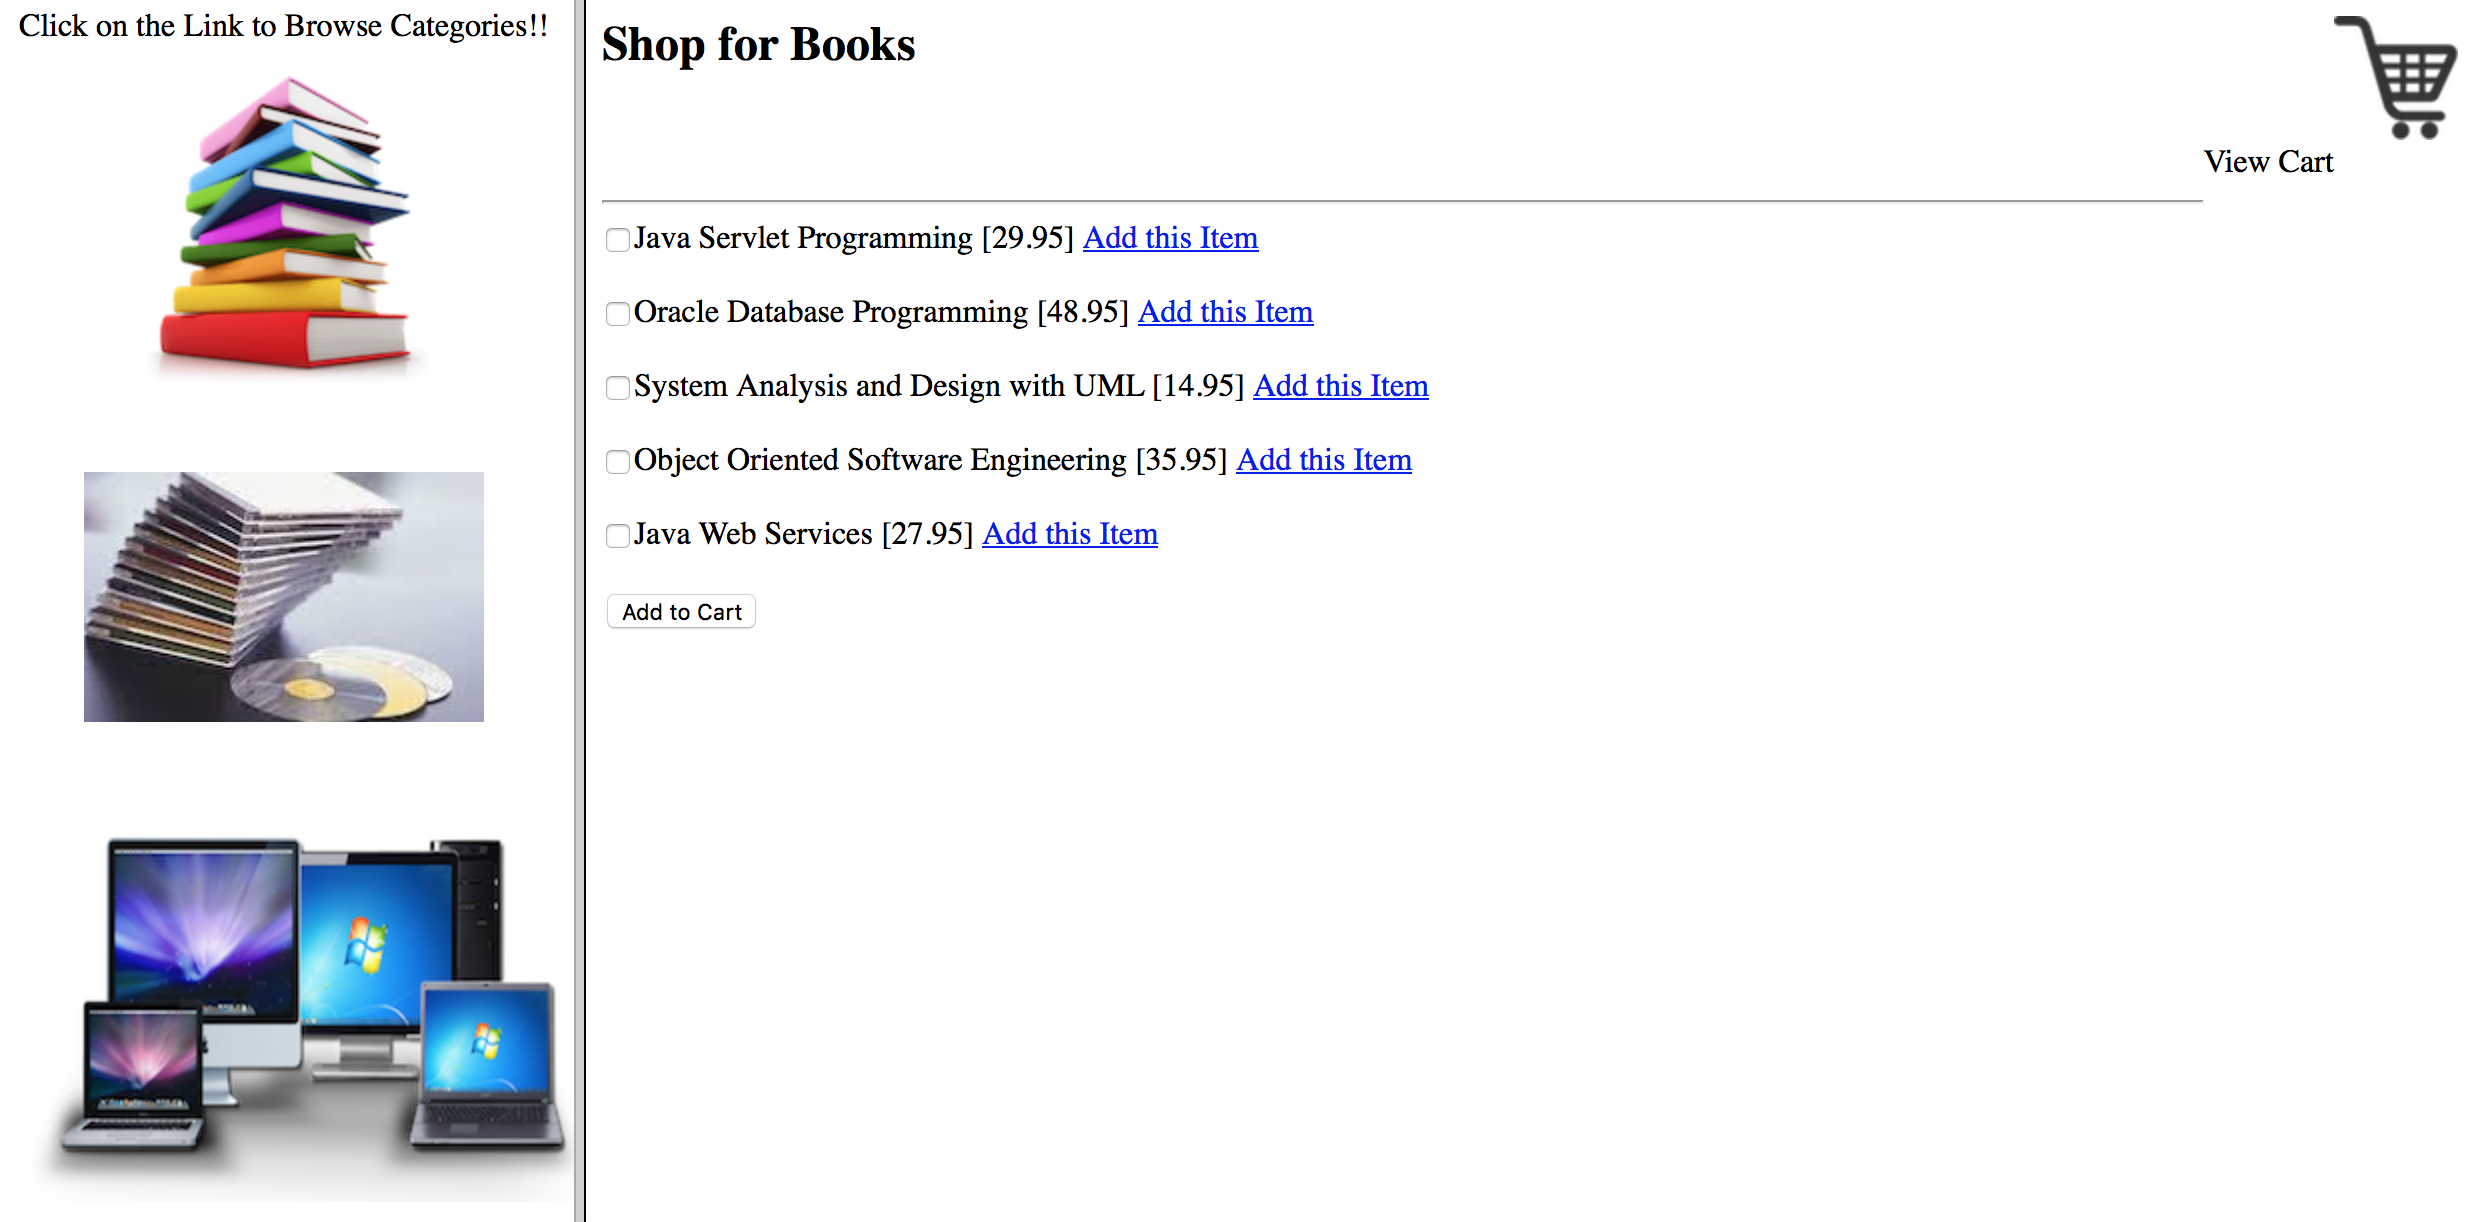 Click on the Link to Browse Categories!!
Shop for Books
View Cart
Java Servlet Programming [29.95] Add this Item
Oracle Database Programming [48.95] Add this Item
System Analysis and Design with UML [14.95] Add this Item
Object Oriented Software Engineering [35.95] Add this Item
Java Web Services [27.95] Add this Item
Add to Cart